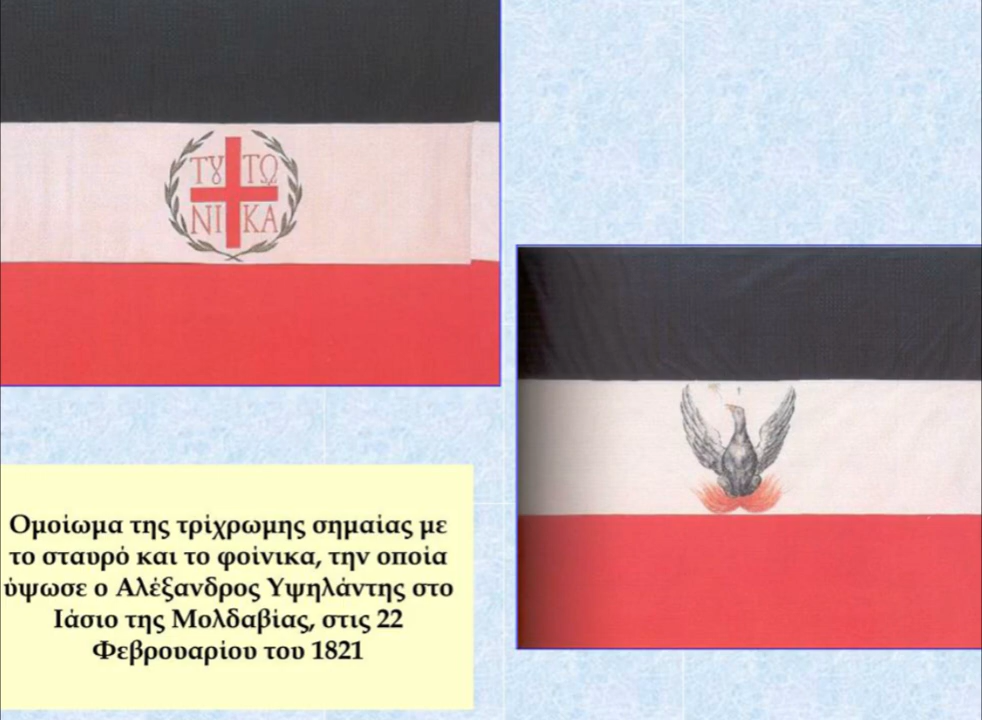 ΤȢ ΤΩ
ΝΙ ΚΑ
Ομοίωμα της τρίχρωμης σημαίας με
το σταυρό και το φοίνικα, την οποία
ύψωσε ο Αλέξανδρος Υψηλάντης στο
Ιάσιο της Μολδαβίας, στις 22
Φεβρουαρίου του 1821